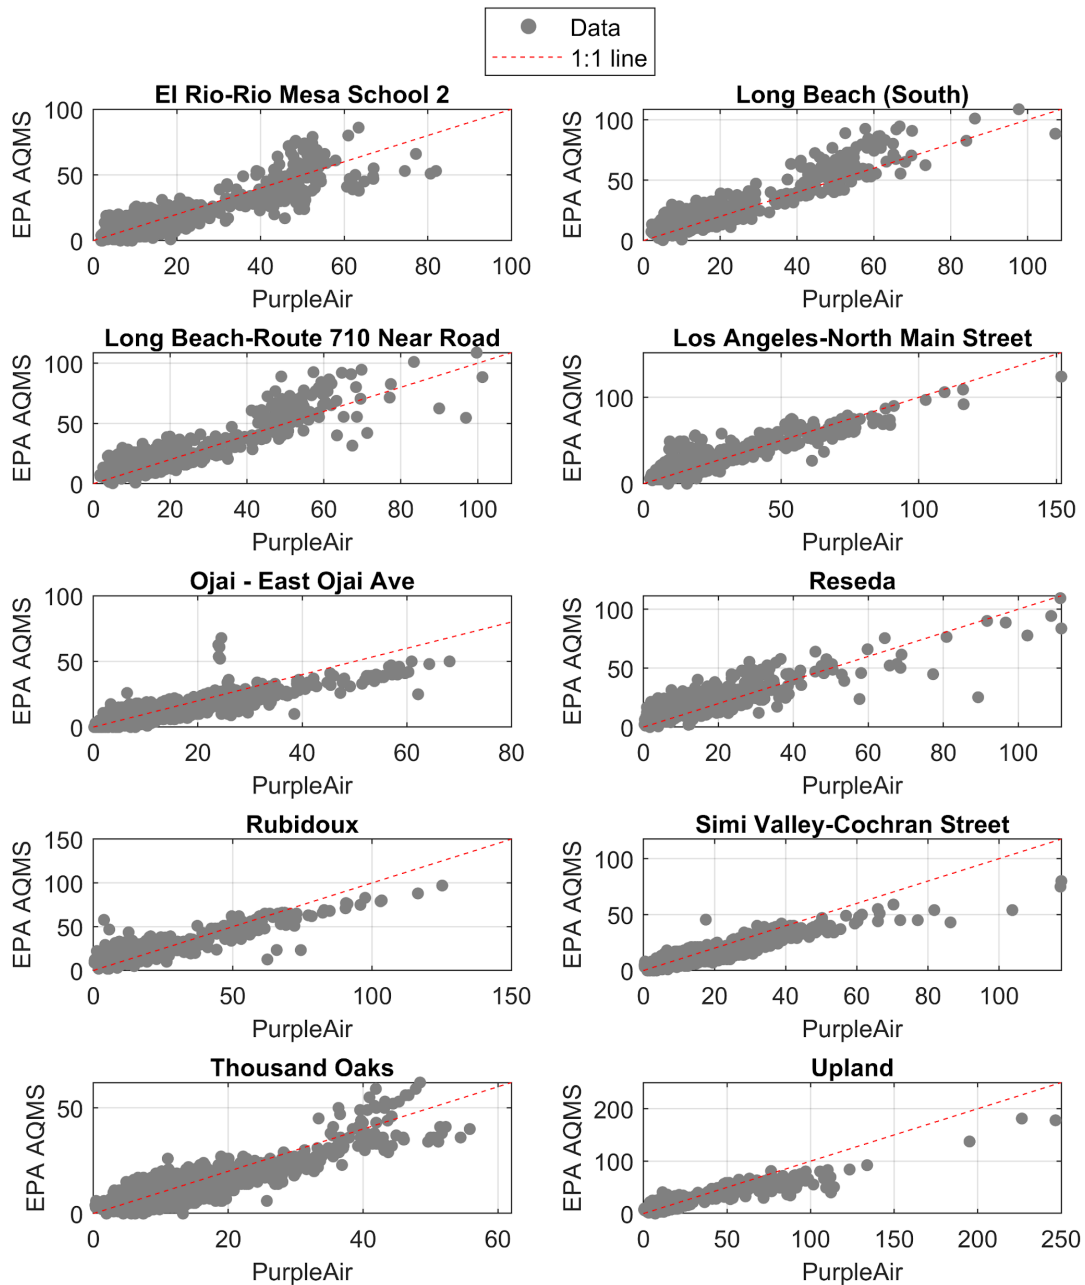 Data
1:1 line
El Rio-Rio Mesa School 2
EPA AQMS
100
50
0
0 20 40 60 80 100
PurpleAir
Long Beach (South)
EPA AQMS
100
50
0
0 20 40 60 80 100
PurpleAir
Long Beach-Route 710 Near Road
EPA AQMS
100
50
0
0 20 40 60 80 100
PurpleAir
Los Angeles-North Main Street
EPA AQMS
100
0
0 50 100 150
PurpleAir
Ojai - East Ojai Ave
EPA AQMS
100
50
0
0 20 40 60 80
PurpleAir
Reseda
EPA AQMS
100
50
0
0 20 40 60 80 100
PurpleAir
Rubidoux
EPA AQMS
150
100
50
0
0 50 100 150
PurpleAir
Simi Valley-Cochran Street
EPA AQMS
100
50
0
0 20 40 60 80 100
PurpleAir
Thousand Oaks
EPA AQMS
50
0
0 20 40 60
PurpleAir
Upland
EPA AQMS
200
100
0
0 50 100 150 200 250
PurpleAir